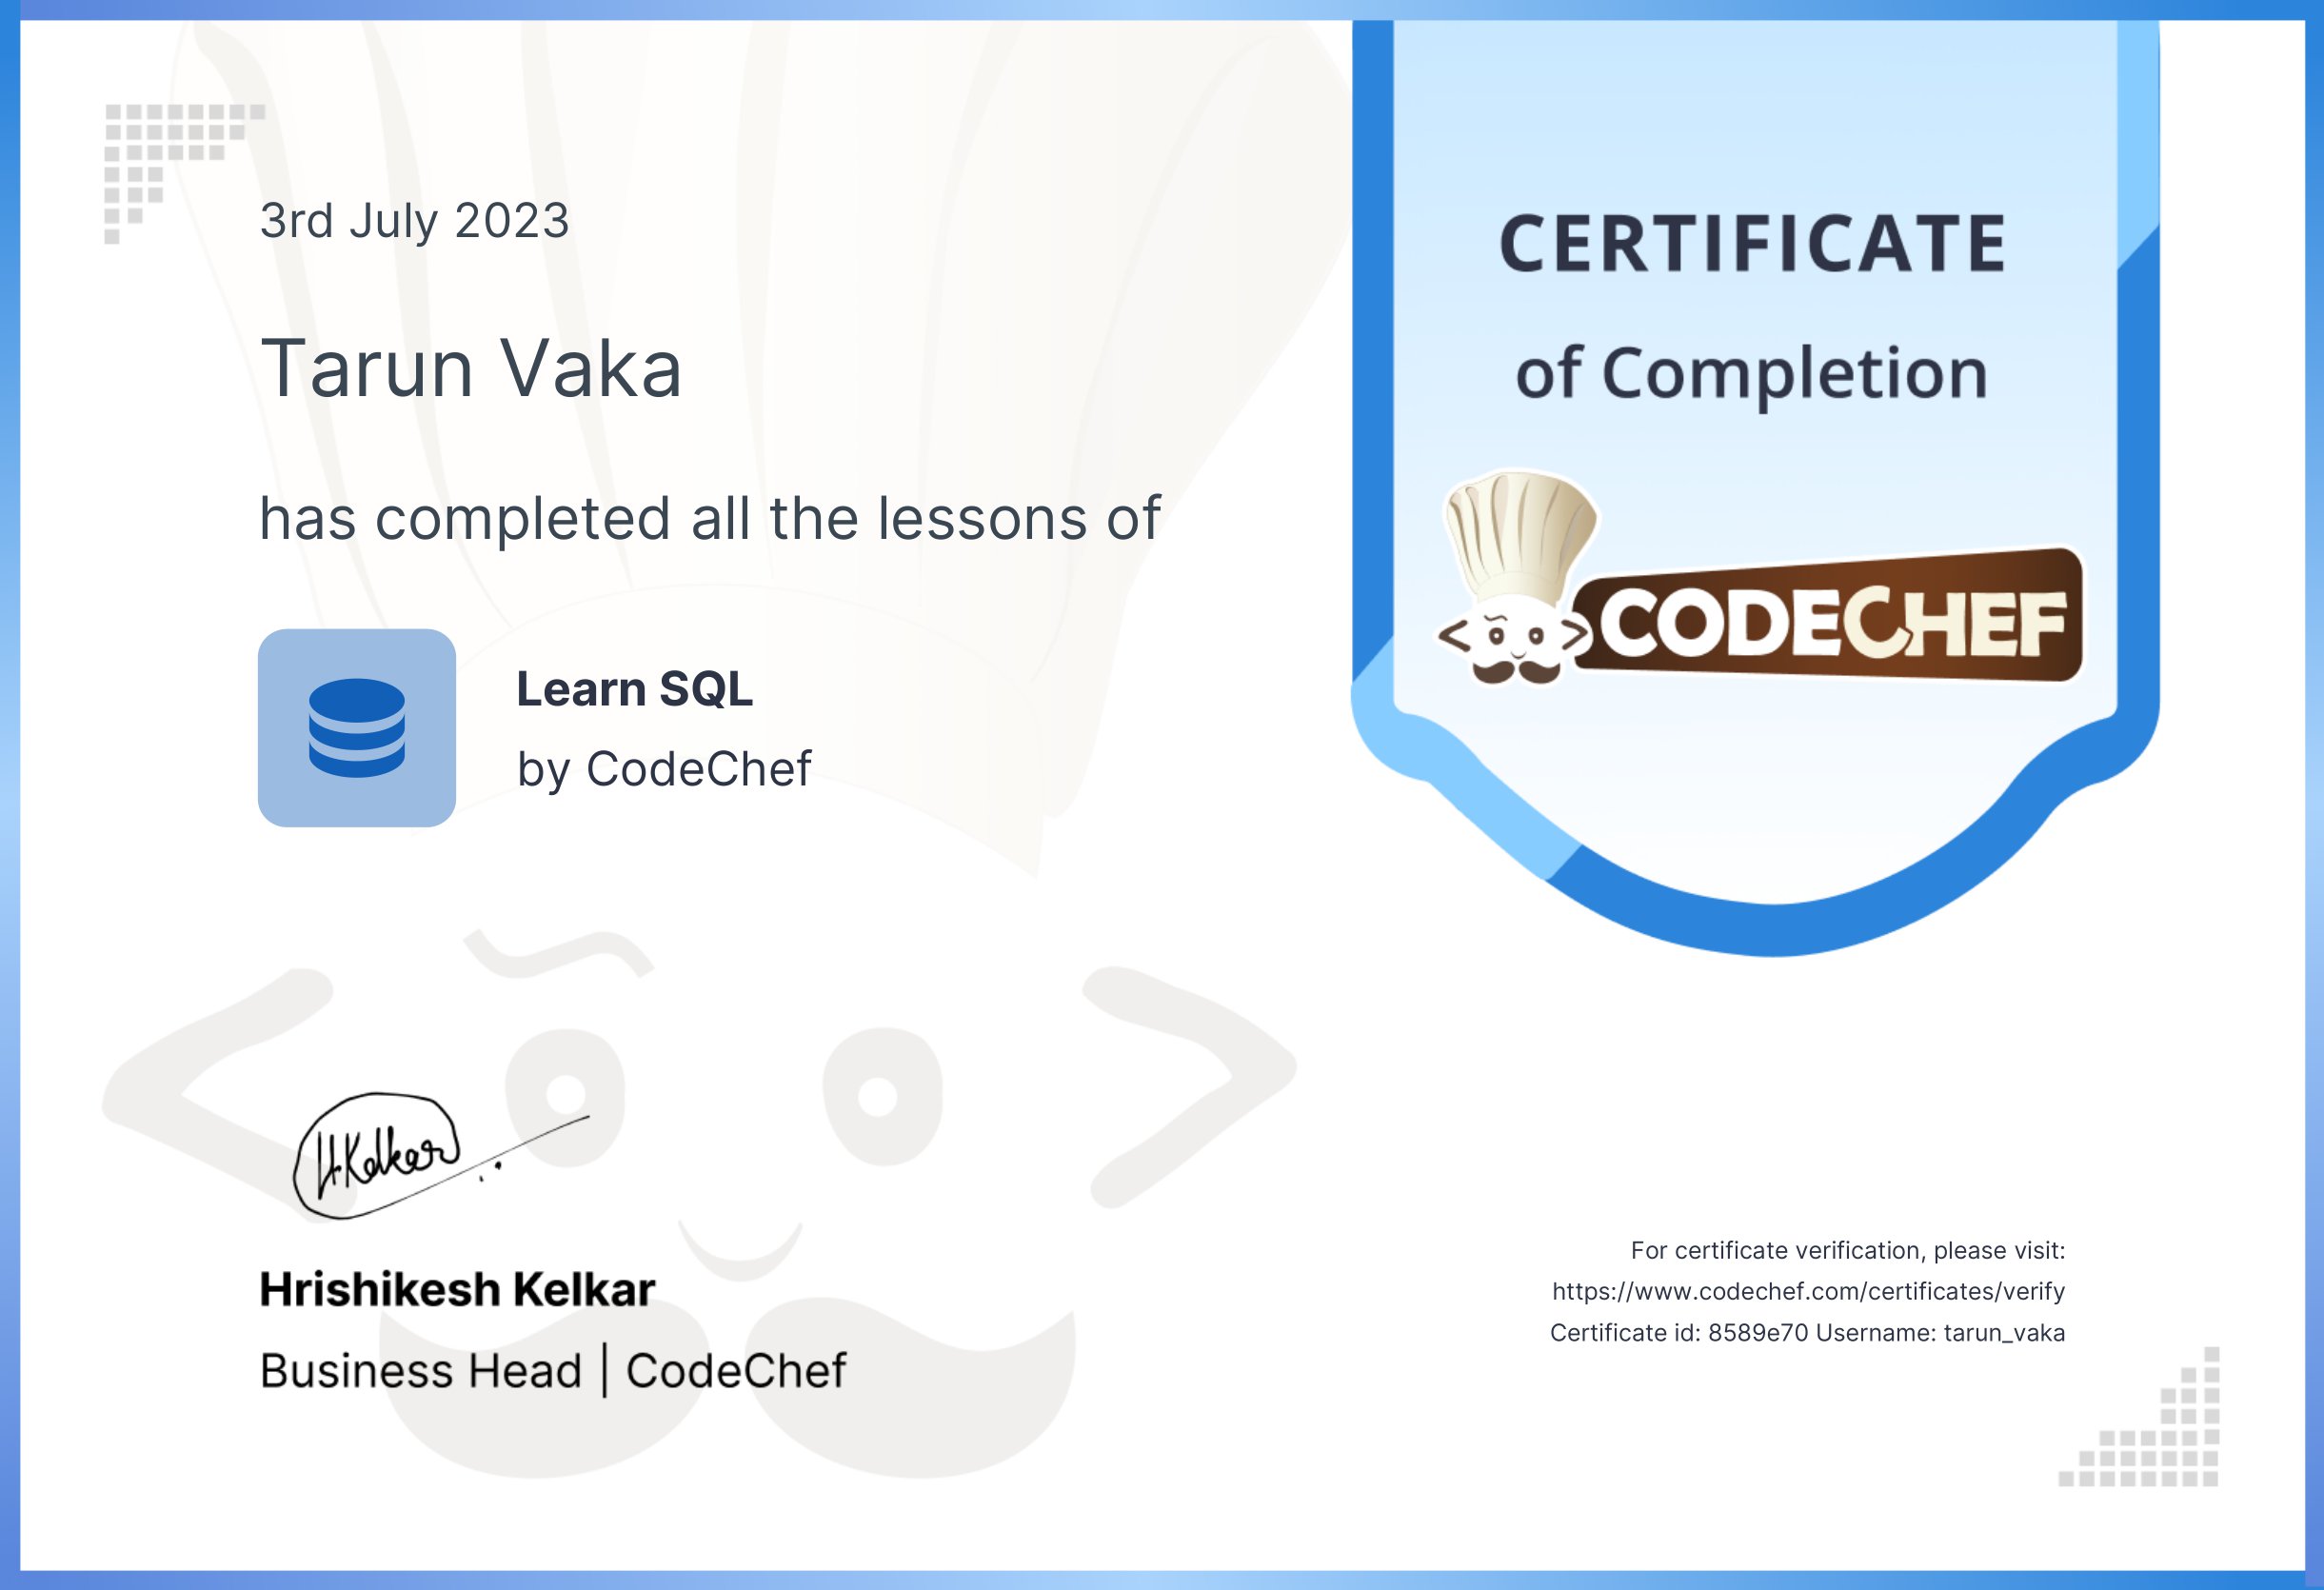 3rd July 2023
Tarun Vaka
has completed all the lessons of
Learn SQL
by CodeChef
CERTIFICATE
of Completion
CODECHEF
HKelkar
Hrishikesh Kelkar
Business Head | CodeChef
For certificate verification, please visit:
https://www.codechef.com/certificates/verify
Certificate id: 8589e70 Username: tarun_vaka